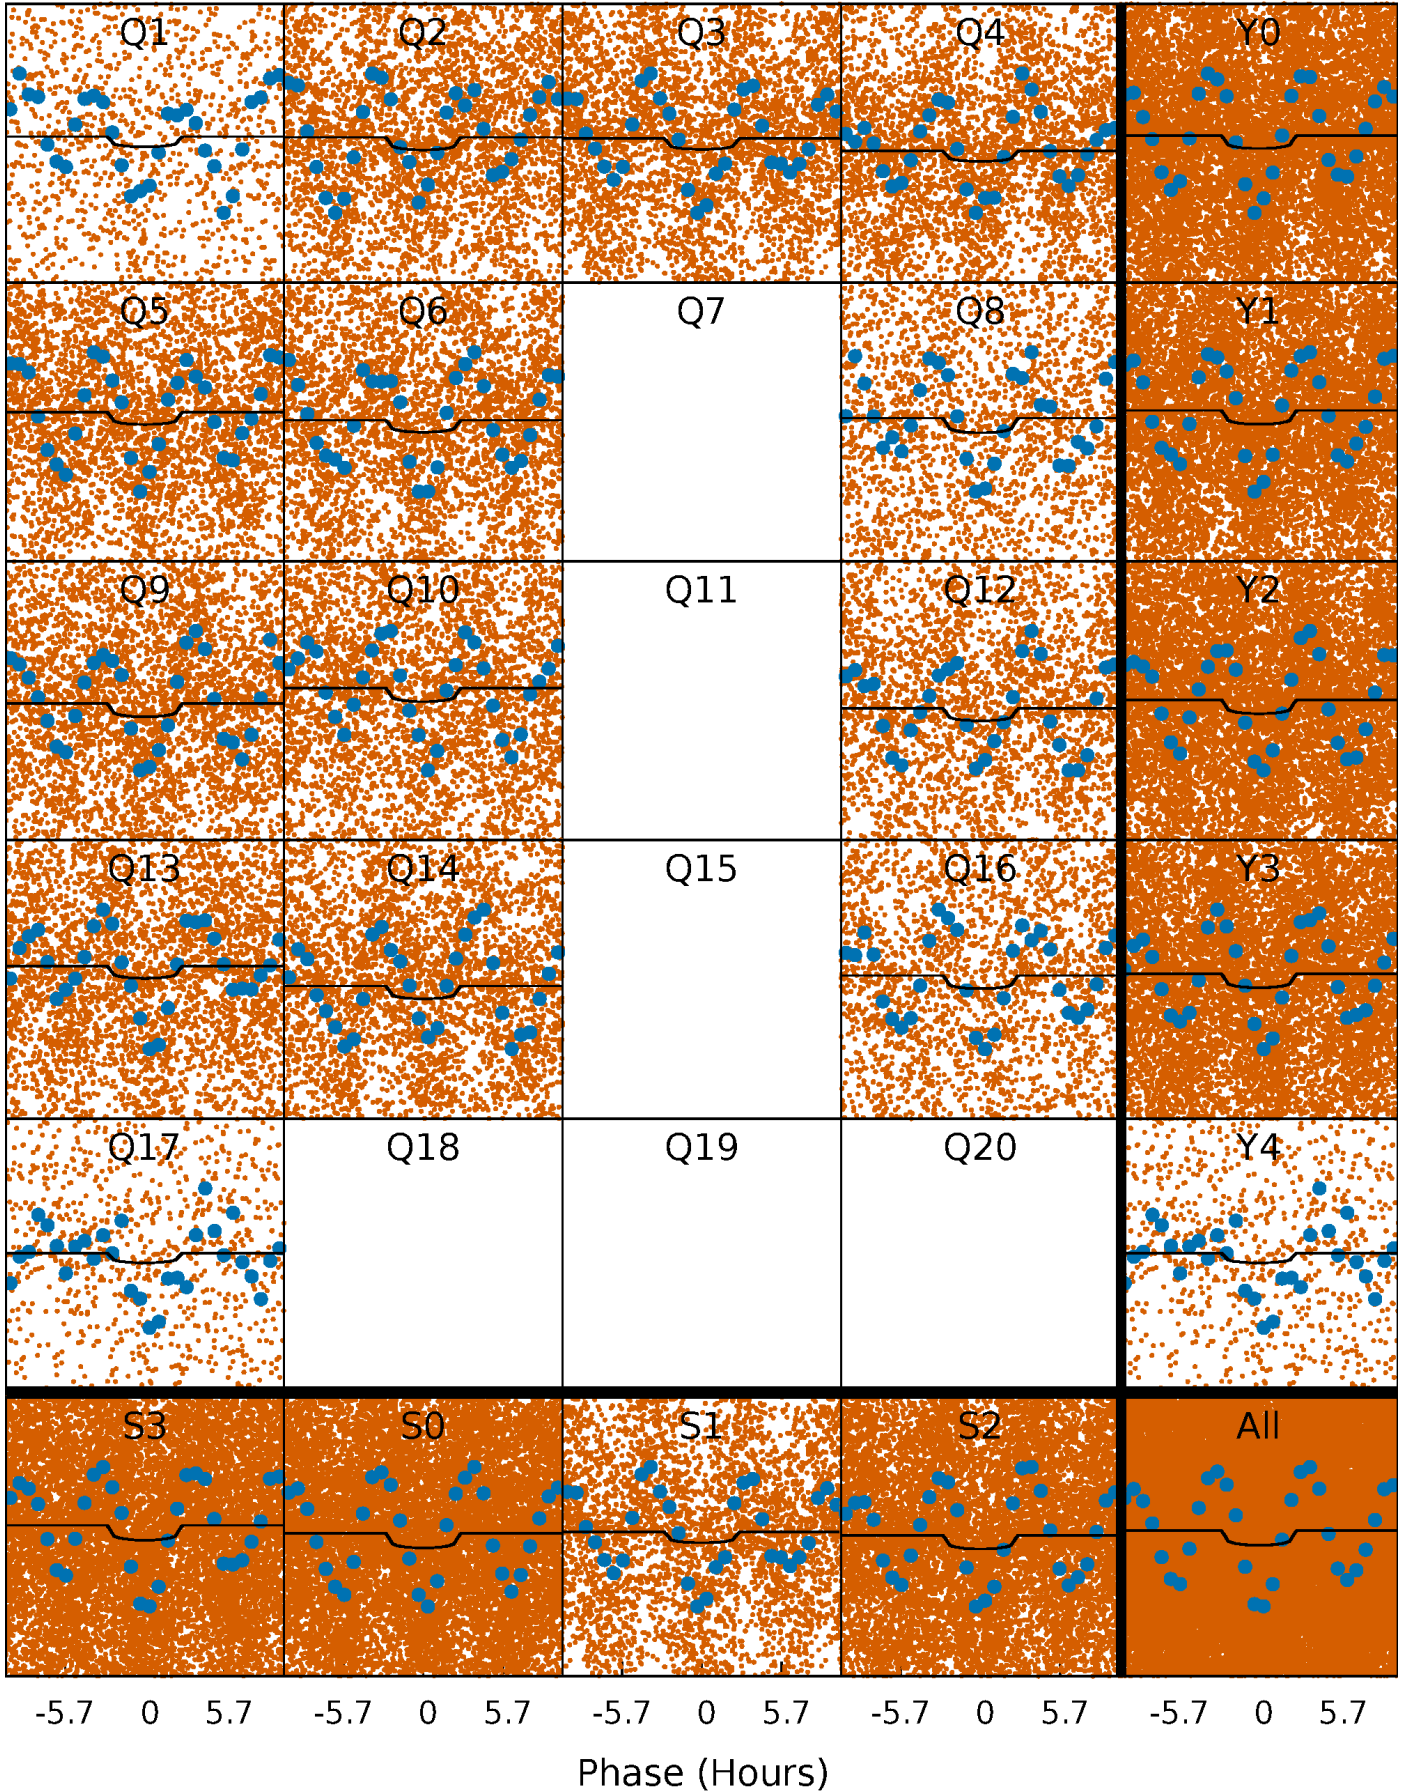 Q1 Q2 Q3 Q4 Y0
Q5 Q6 Q7 Q8 Y1
Q9 Q10 Q11 Q12 Y2
Q13 Q14 Q15 Q16 Y3
Q17 Q18 Q19 Q20 Y4
S3 S0 S1 S2 All
-5.7 0 5.7 -5.7 0 5.7 -5.7 0 5.7 -5.7 0 5.7 -5.7 0 5.7
Phase (Hours)